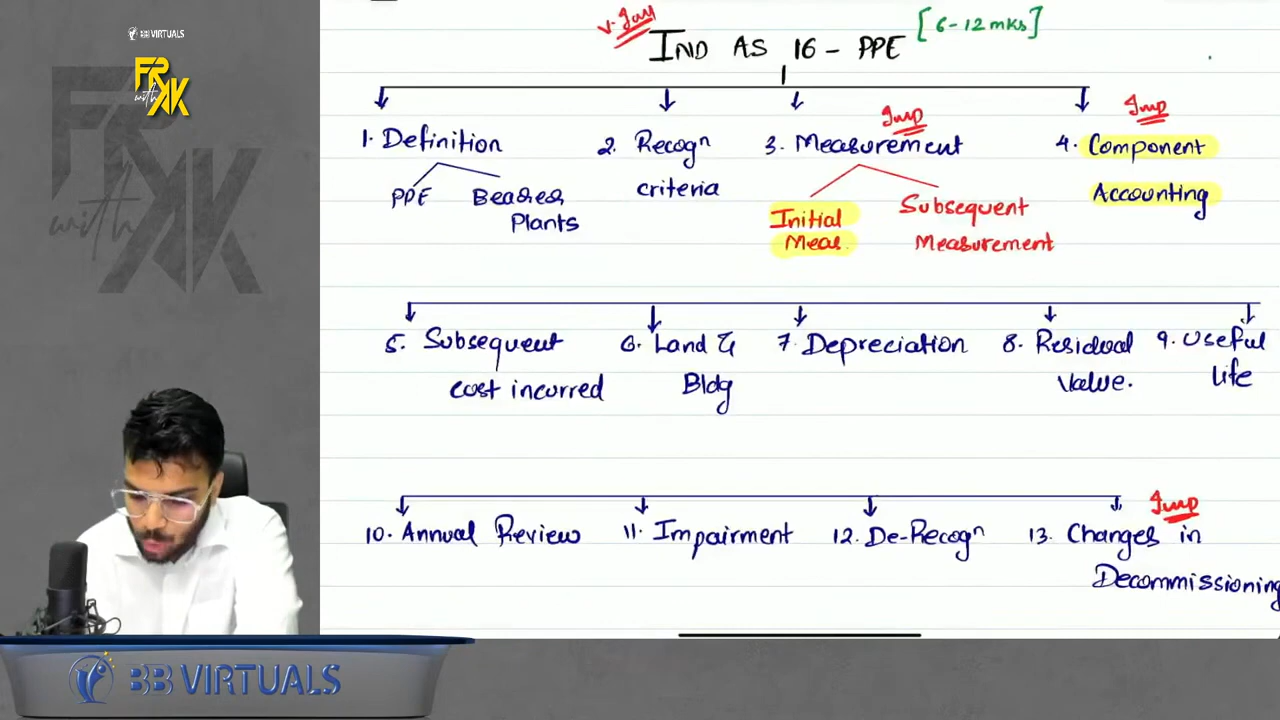 BB VIRTUALS
FR
with
AK
FR
with
AK
V. Imp
IND AS 16 - PPE
[6-12 mks]
1. Definition
PPE
Bearer
Plants
2. Recogn
criteria
Imp
3. Measurement
Initial
Meas.
Subsequent
Measurement
Imp
4. Component
Accounting
5. Subsequent
cost incurred
6. Land &
Bldg
7. Depreciation
8. Residual
Value.
9. Useful
life
10. Annual Review
11. Impairment
12. De-Recogn
Imp
13. Changes in
Decommissioning
BB VIRTUALS